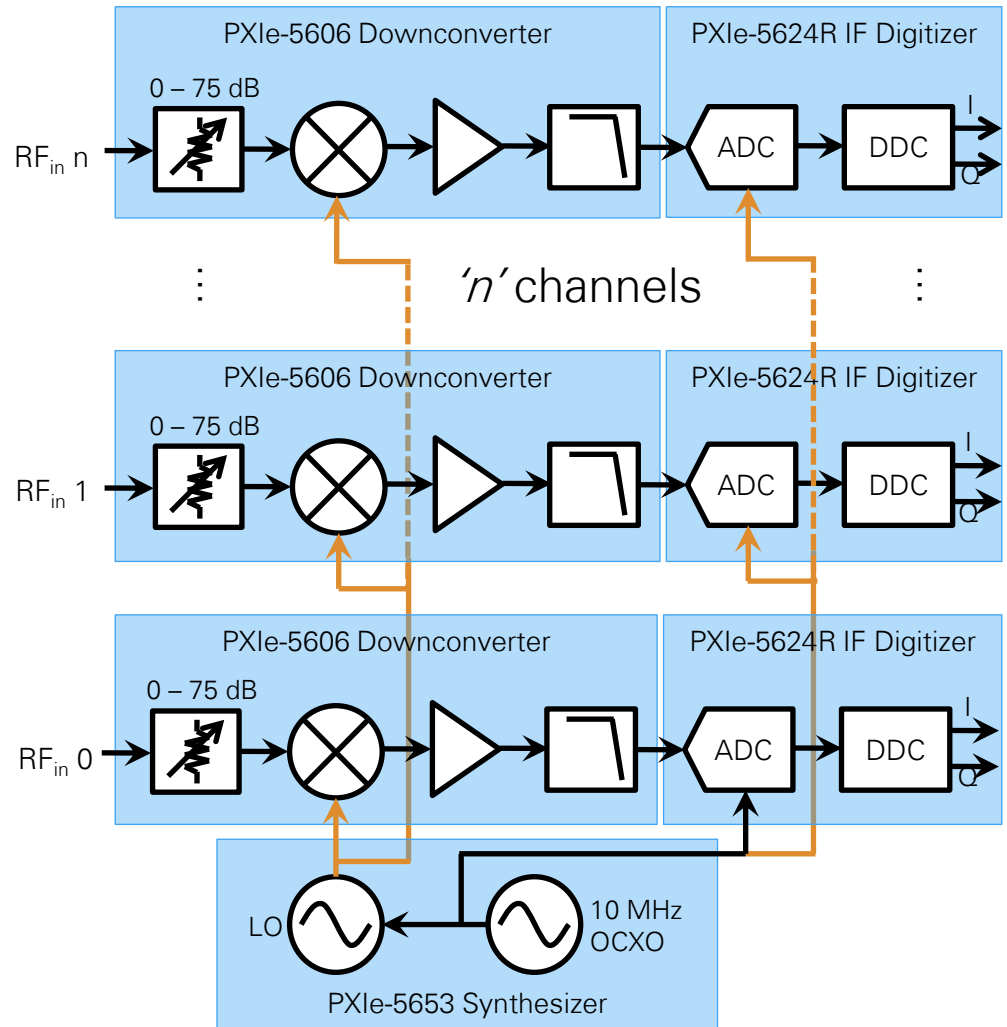 PXIe-5606 Downconverter
PXIe-5624R IF Digitizer
0 – 75 dB
RFin n
ADC
DDC
I
Q
⋮
'n' channels
⋮
PXIe-5606 Downconverter
PXIe-5624R IF Digitizer
0 – 75 dB
RFin 1
ADC
DDC
I
Q
PXIe-5606 Downconverter
PXIe-5624R IF Digitizer
0 – 75 dB
RFin 0
ADC
DDC
I
Q
LO
10 MHz
OCXO
PXIe-5653 Synthesizer